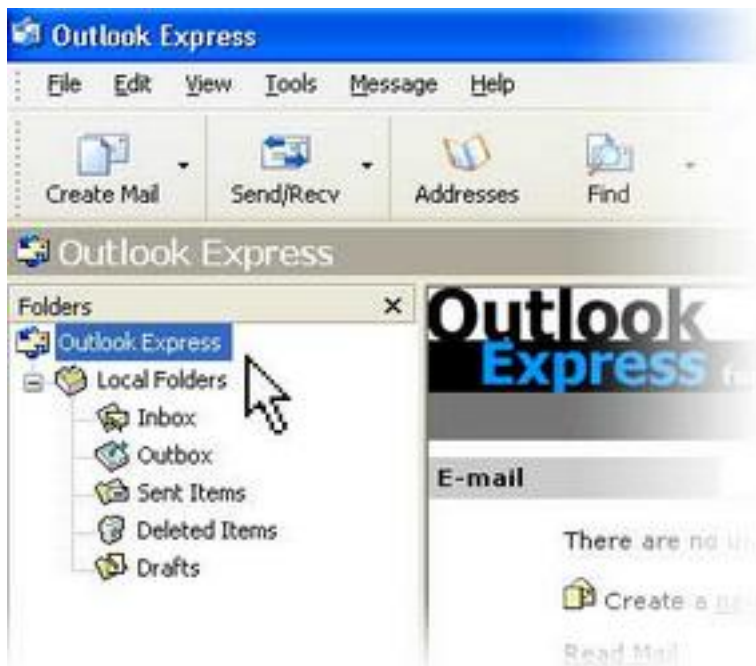 Outlook Express
File Edit View Tools Message Help
Create Mail Send/Recv Addresses Find
Outlook Express
Folders
Outlook Express
Local Folders
Inbox
Outbox
Sent Items
Deleted Items
Drafts
Outlook
Express
E-mail
There are no
Create a
Read Mail